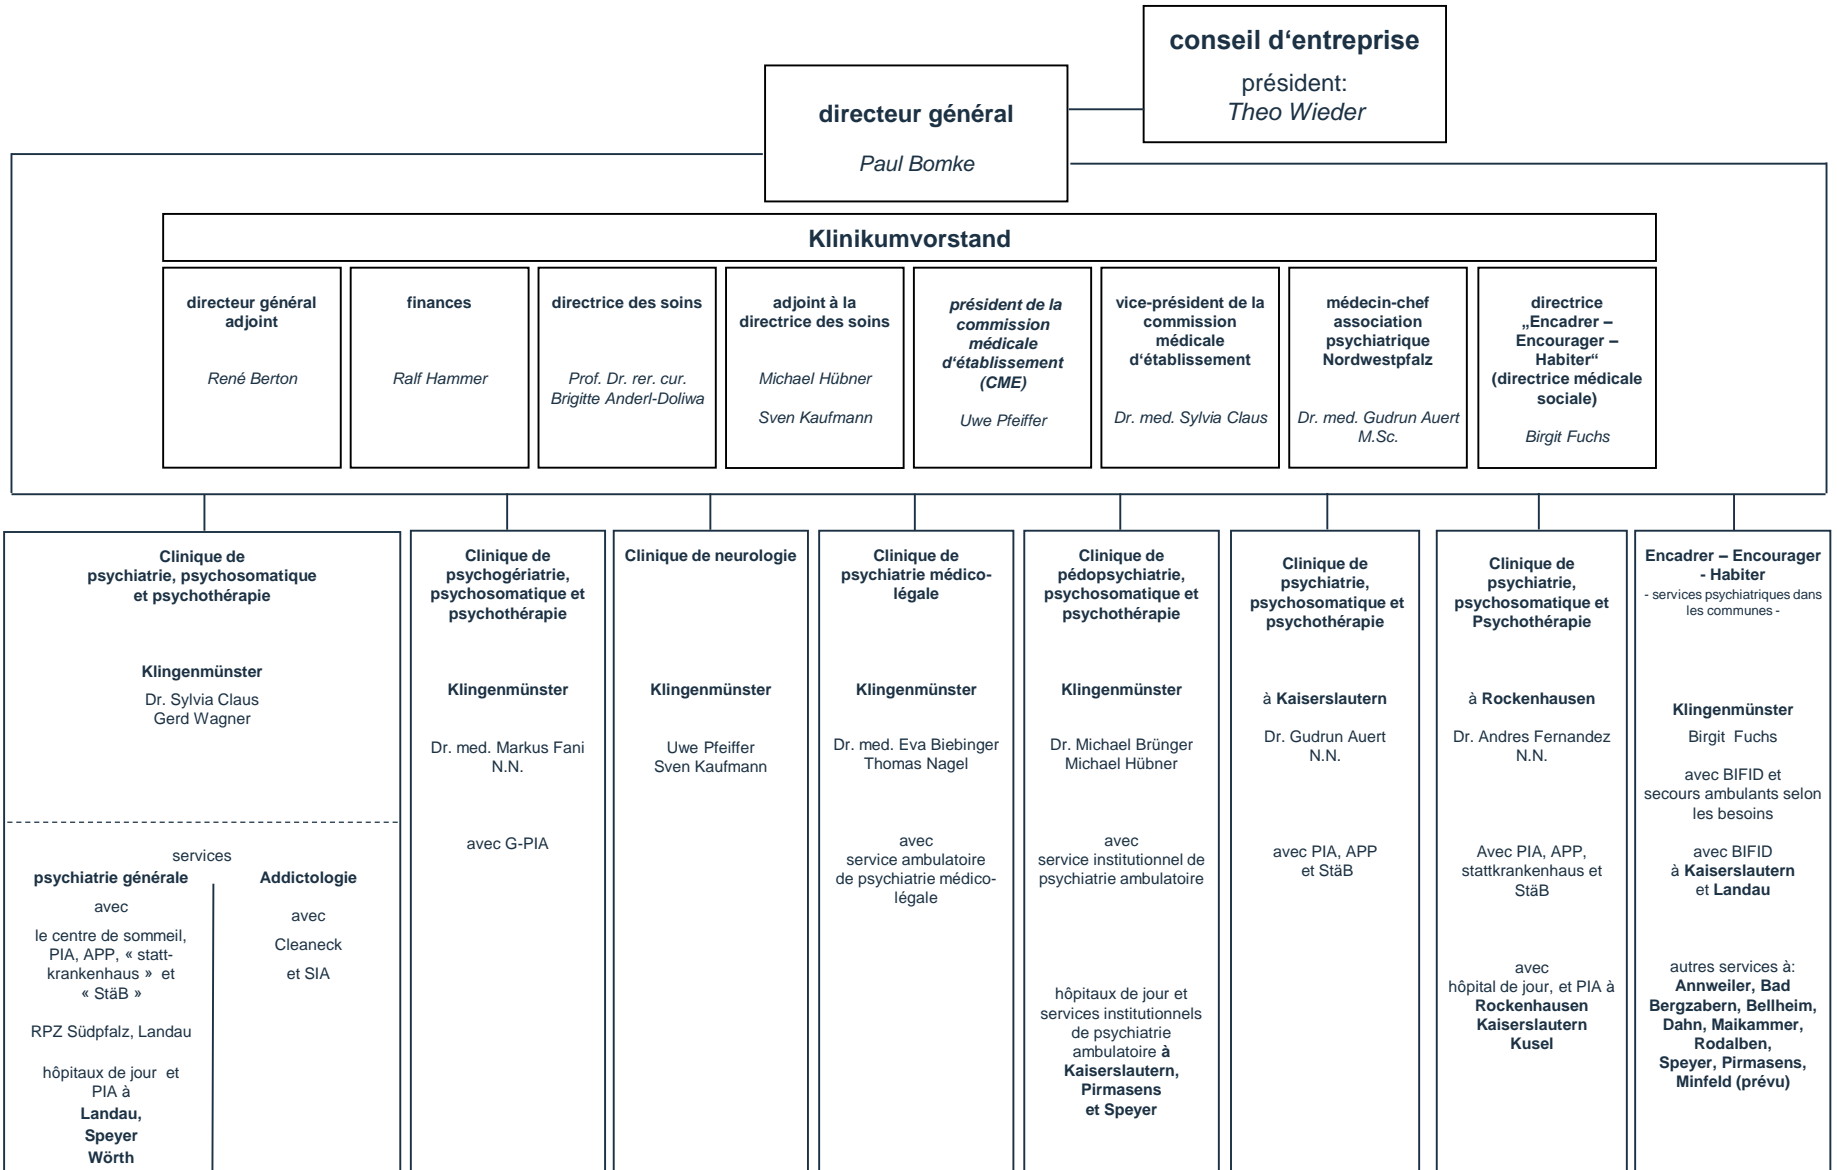 conseil d‘entreprise
président:
Theo Wieder
directeur général
Paul Bomke
Klinikumvorstand
directeur général
adjoint
René Berton
finances
Ralf Hammer
directrice des soins
Prof. Dr. rer. cur.
Brigitte Anderl-Doliwa
adjoint à la
directrice des soins
Michael Hübner
Sven Kaufmann
président de la
commission
médicale
d‘établissement
(CME)
Uwe Pfeiffer
vice-président de la
commission
médicale
d‘établissement
Dr. med. Sylvia Claus
médecin-chef
association
psychiatrique
Nordwestpfalz
Dr. med. Gudrun Auert
M.Sc.
directrice
„Encadrer –
Encourager –
Habiter“
(directrice médicale
sociale)
Birgit Fuchs
Clinique de
psychiatrie, psychosomatique
et psychothérapie
Klingenmünster
Dr. Sylvia Claus
Gerd Wagner
services
psychiatrie générale
avec
le centre de sommeil,
PIA, APP, « statt-
krankenhaus » et
« StäB »
RPZ Südpfalz, Landau
hôpitaux de jour et
PIA à
Landau,
Speyer
Wörth
Addictologie
avec
Cleaneck
et SIA
Clinique de
psychogériatrie,
psychosomatique et
psychothérapie
Klingenmünster
Dr. med. Markus Fani
N.N.
avec G-PIA
Clinique de neurologie
Klingenmünster
Uwe Pfeiffer
Sven Kaufmann
Clinique de
psychiatrie médico-
légale
Klingenmünster
Dr. med. Eva Biebinger
Thomas Nagel
avec
service ambulatoire
de psychiatrie médico-
légale
Clinique de
pédopsychiatrie,
psychosomatique et
psychothérapie
Klingenmünster
Dr. Michael Brünger
Michael Hübner
avec
service institutionnel de
psychiatrie ambulatoire
hôpitaux de jour et
services institutionnels
de psychiatrie
ambulatoire à
Kaiserslautern,
Pirmasens
et Speyer
Clinique de
psychiatrie,
psychosomatique et
psychothérapie
à Kaiserslautern
Dr. Gudrun Auert
N.N.
avec PIA, APP
et StäB
Clinique de
psychiatrie,
psychosomatique et
Psychothérapie
à Rockenhausen
Dr. Andres Fernandez
N.N.
Avec PIA, APP,
stattkrankenhaus et
StäB
avec
hôpital de jour, et PIA à
Rockenhausen
Kaiserslautern
Kusel
Encadrer – Encourager
- Habiter
- services psychiatriques dans
les communes -
Klingenmünster
Birgit Fuchs
avec BIFID et
secours ambulants selon
les besoins
avec BIFID
à Kaiserslautern
et Landau
autres services à:
Annweiler, Bad
Bergzabern, Bellheim,
Dahn, Maikammer,
Rodalben,
Speyer, Pirmasens,
Minfeld (prévu)